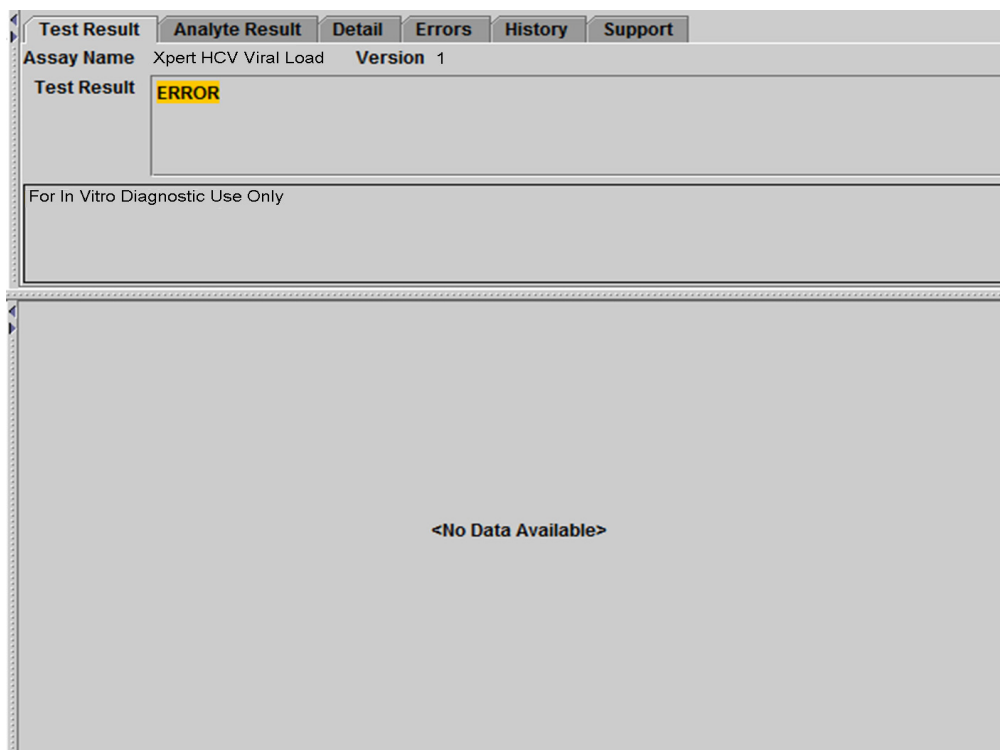 Test Result Analyte Result Detail Errors History Support
Assay Name Xpert HCV Viral Load Version 1
Test Result ERROR
For In Vitro Diagnostic Use Only
<No Data Available>